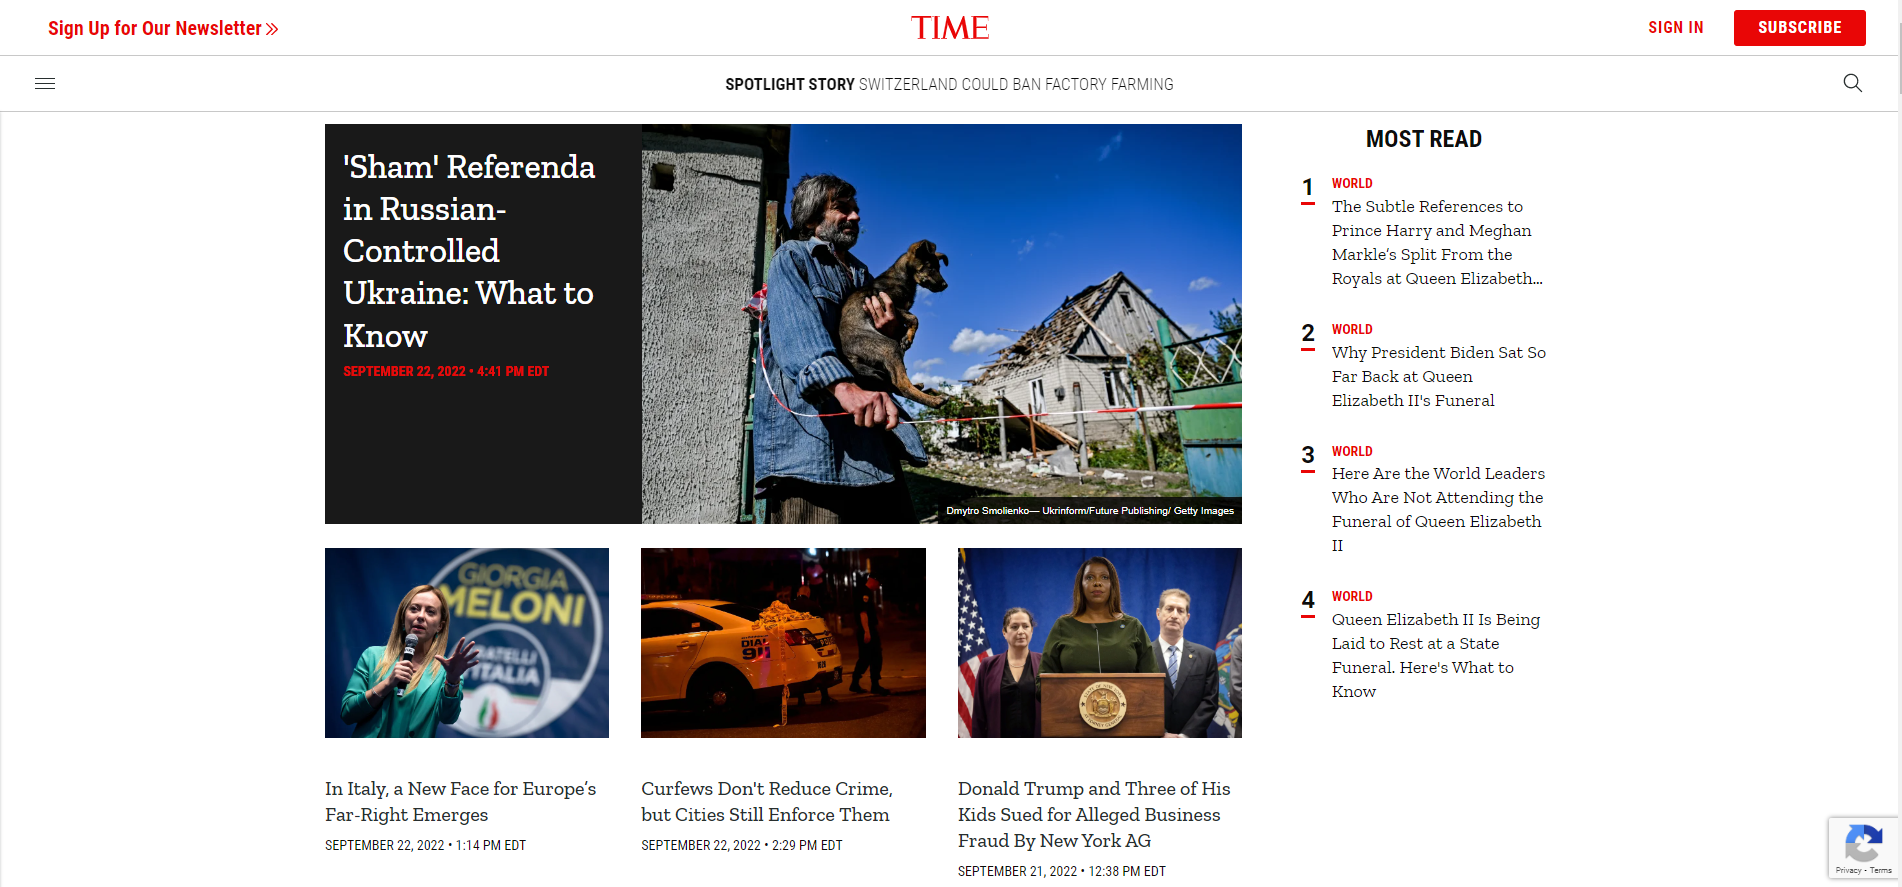 Sign Up for Our Newsletter
TIME
SIGN IN
SUBSCRIBE
SPOTLIGHT STORY SWITZERLAND COULD BAN FACTORY FARMING
'Sham' Referenda
in Russian-
Controlled
Ukraine: What to
Know
SEPTEMBER 22, 2022 • 4:41 PM EDT
Dmytro Smolienko— Ukrinform/Future Publishing/ Getty Images
GIORGIA
MELONI
D'ITALIA
In Italy, a New Face for Europe’s
Far-Right Emerges
SEPTEMBER 22, 2022 • 1:14 PM EDT
DIAL
911
Curfews Don't Reduce Crime,
but Cities Still Enforce Them
SEPTEMBER 22, 2022 • 2:29 PM EDT
Donald Trump and Three of His
Kids Sued for Alleged Business
Fraud By New York AG
SEPTEMBER 21, 2022 • 12:38 PM EDT
MOST READ
1
WORLD
The Subtle References to
Prince Harry and Meghan
Markle’s Split From the
Royals at Queen Elizabeth...
2
WORLD
Why President Biden Sat So
Far Back at Queen
Elizabeth II's Funeral
3
WORLD
Here Are the World Leaders
Who Are Not Attending the
Funeral of Queen Elizabeth
II
4
WORLD
Queen Elizabeth II Is Being
Laid to Rest at a State
Funeral. Here's What to
Know
Privacy - Terms